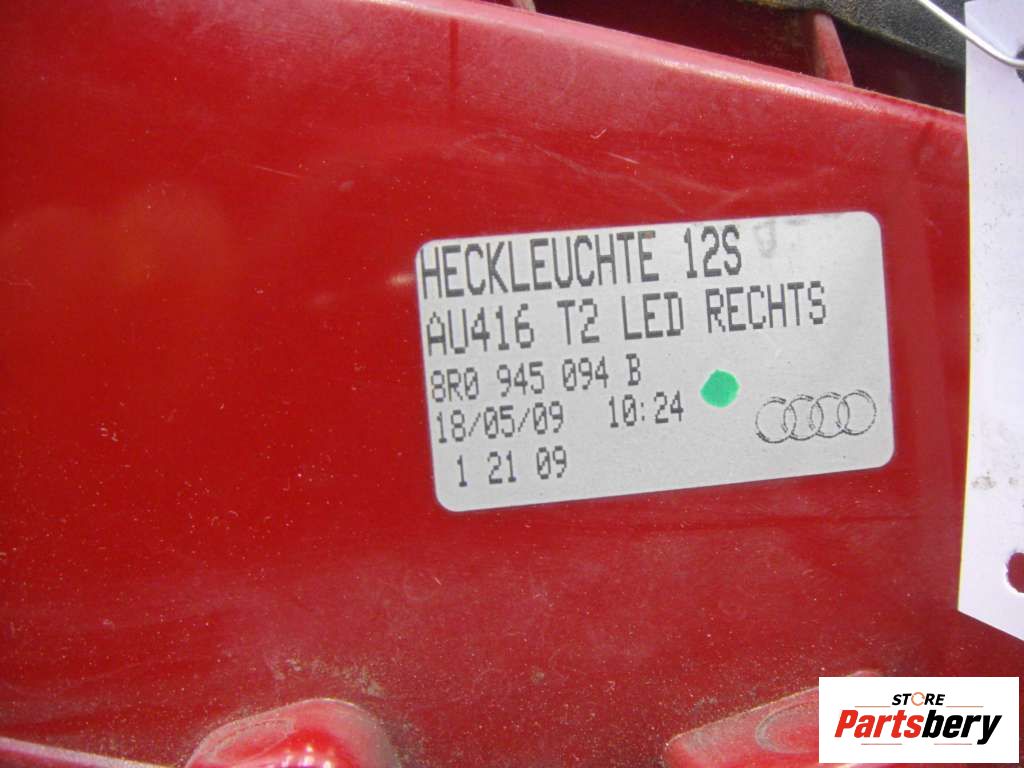 HECKLEUCHTE 12S
AU416 T2 LED RECHTS
8R0 945 094 B
18/05/09 10:24
1 21 09
STORE
Partsbery